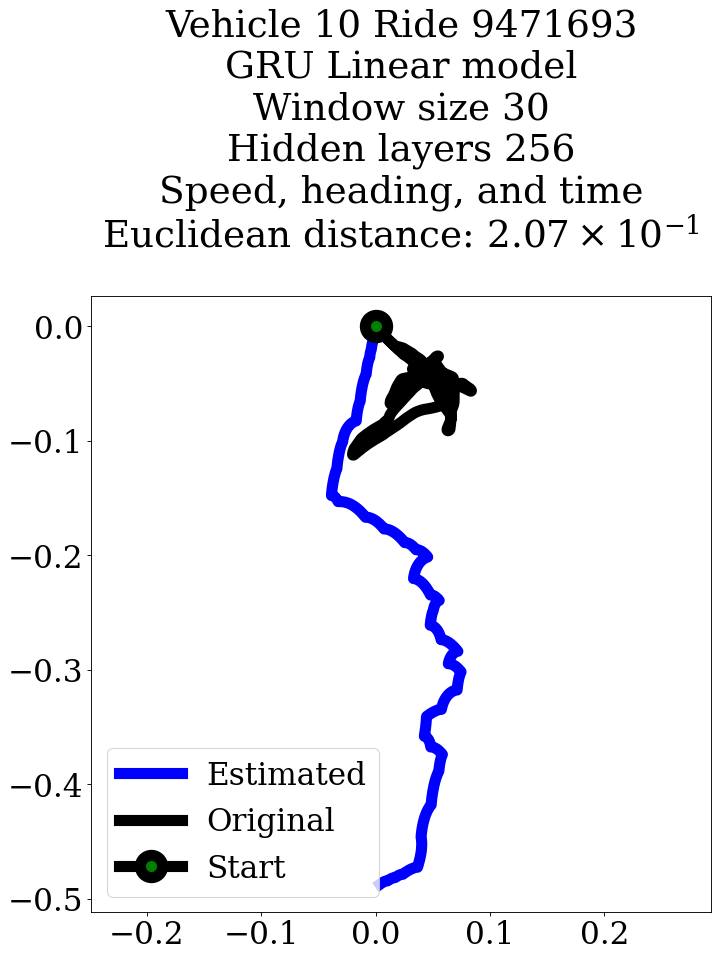 Vehicle 10 Ride 9471693
GRU Linear model
Window size 30
Hidden layers 256
Speed, heading, and time
Euclidean distance: 2.07 × 10⁻¹
0.0
−0.1
−0.2
−0.3
−0.4
−0.5
Estimated
Original
Start
−0.2
−0.1
0.0
0.1
0.2